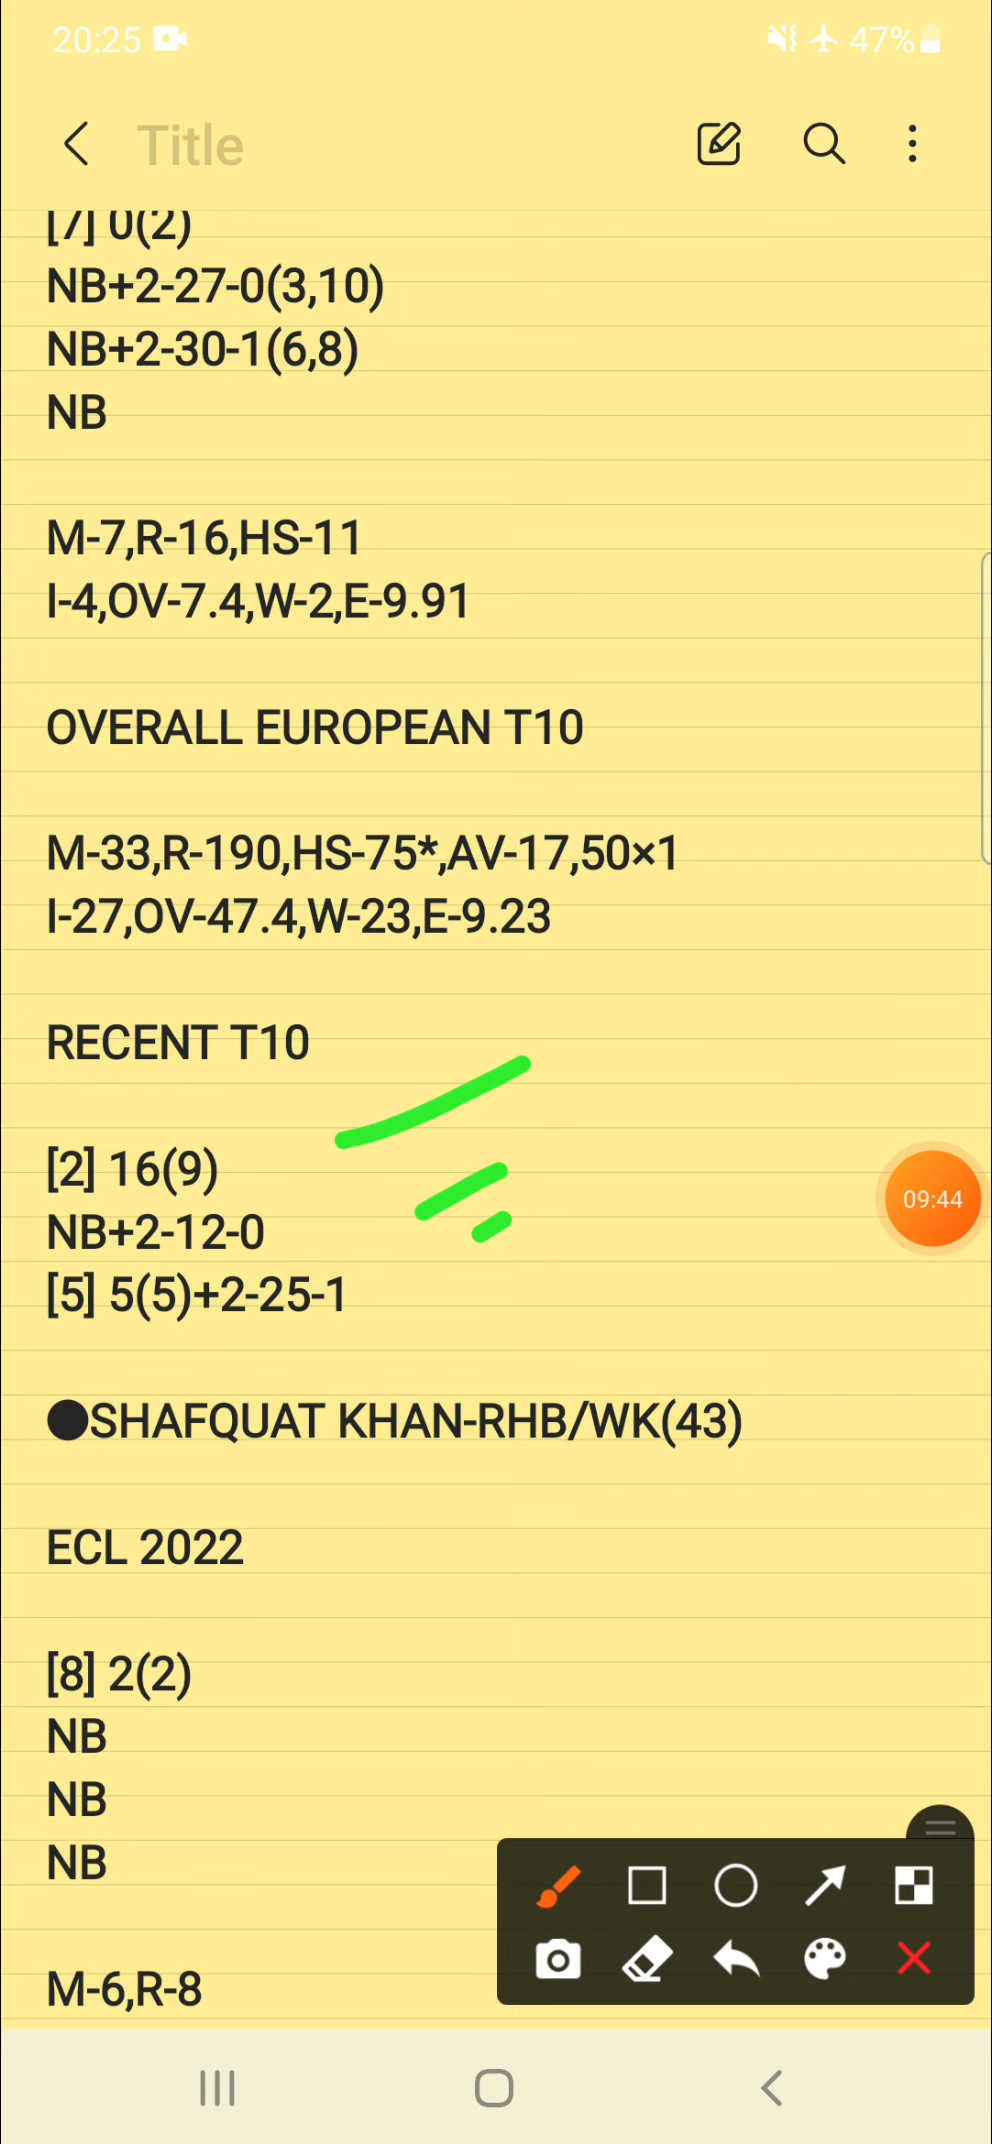 20:25 47%
Title
[7] 0(2)
NB+2-27-0(3,10)
NB+2-30-1(6,8)
NB
M-7,R-16,HS-11
I-4,OV-7.4,W-2,E-9.91
OVERALL EUROPEAN T10
M-33,R-190,HS-75*,AV-17,50×1
I-27,OV-47.4,W-23,E-9.23
RECENT T10
[2] 16(9)
09:44
NB+2-12-0
[5] 5(5)+2-25-1
●SHAFQUAT KHAN-RHB/WK(43)
ECL 2022
[8] 2(2)
NB
NB
NB
M-6,R-8